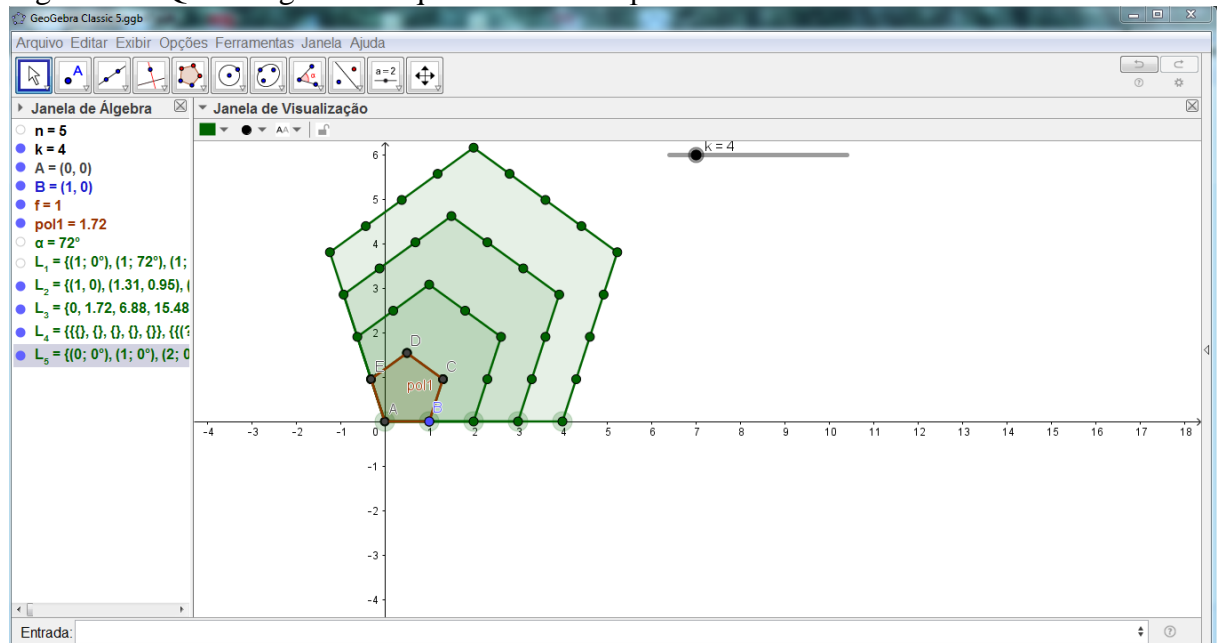 GeoGebra Classic 5.ggb
Arquivo Editar Exibir Opções Ferramentas Janela Ajuda
A
α
a=2
Janela de Álgebra
Janela de Visualização
AA
n = 5
k = 4
A = (0, 0)
B = (1, 0)
f = 1
pol1 = 1.72
α = 72°
L1 = {(1; 0°), (1; 72°), (1;
L2 = {(1, 0), (1.31, 0.95), (
L3 = {0, 1.72, 6.88, 15.48
L4 = {{{}, {}, {}, {}, {}}, {{(?
L5 = {(0; 0°), (1; 0°), (2; 0
k = 4
6
5
4
3
2
1
D
E
C
pol1
A
B
-4 -3 -2 -1 0 1 2 3 4 5 6 7 8 9 10 11 12 13 14 15 16 17 18
-1
-2
-3
-4
Entrada: